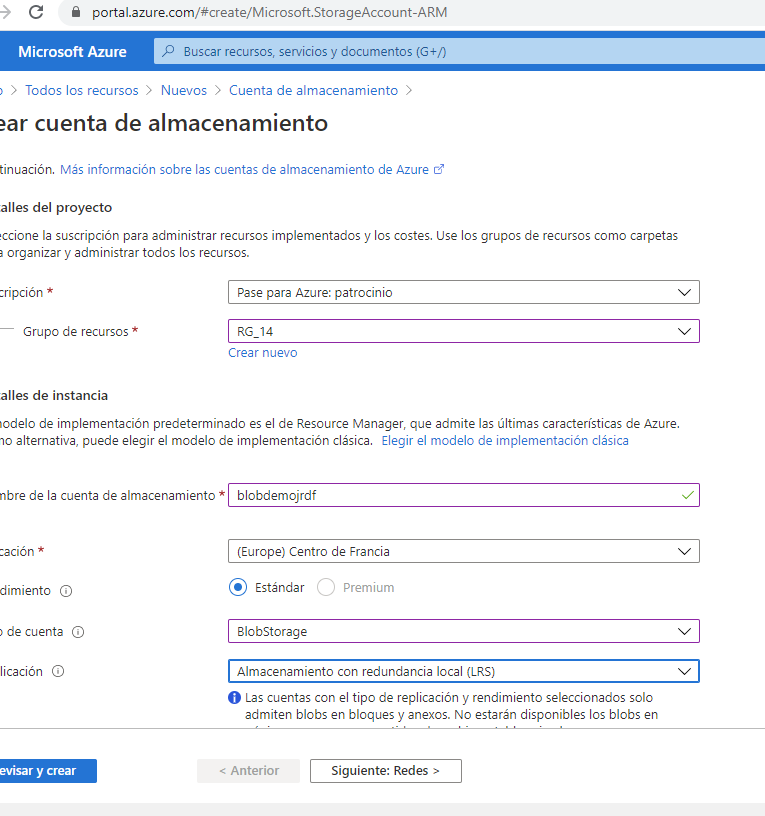 portal.azure.com/#create/Microsoft.StorageAccount-ARM
Microsoft Azure
Buscar recursos, servicios y documentos (G+/)
o > Todos los recursos > Nuevos > Cuenta de almacenamiento >
ear cuenta de almacenamiento
tinuación. Más información sobre las cuentas de almacenamiento de Azure
alles del proyecto
eccione la suscripción para administrar recursos implementados y los costes. Use los grupos de recursos como carpetas
a organizar y administrar todos los recursos.
cripción *
Pase para Azure: patrocinio
Grupo de recursos *
RG_14
Crear nuevo
alles de instancia
modelo de implementación predeterminado es el de Resource Manager, que admite las últimas características de Azure.
mo alternativa, puede elegir el modelo de implementación clásica. Elegir el modelo de implementación clásica
mbre de la cuenta de almacenamiento *
blobdemojrdf
cación *
(Europe) Centro de Francia
dimiento
Estándar
Premium
o de cuenta
BlobStorage
licación
Almacenamiento con redundancia local (LRS)
Las cuentas con el tipo de replicación y rendimiento seleccionados solo
admiten blobs en bloques y anexos. No estarán disponibles los blobs en
evisar y crear
< Anterior
Siguiente: Redes >